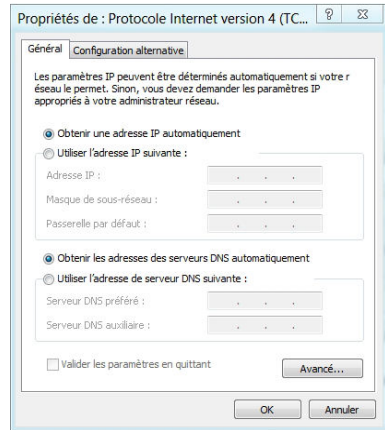 Propriétés de : Protocole Internet version 4 (TC...
Général
Configuration alternative
Les paramètres IP peuvent être déterminés automatiquement si votre r
éseau le permet. Sinon, vous devez demander les paramètres IP
appropriés à votre administrateur réseau.
Obtenir une adresse IP automatiquement
Utiliser l'adresse IP suivante :
Adresse IP :
Masque de sous-réseau :
Passerelle par défaut :
Obtenir les adresses des serveurs DNS automatiquement
Utiliser l'adresse de serveur DNS suivante :
Serveur DNS préféré :
Serveur DNS auxiliaire :
Valider les paramètres en quittant
Avancé...
OK
Annuler